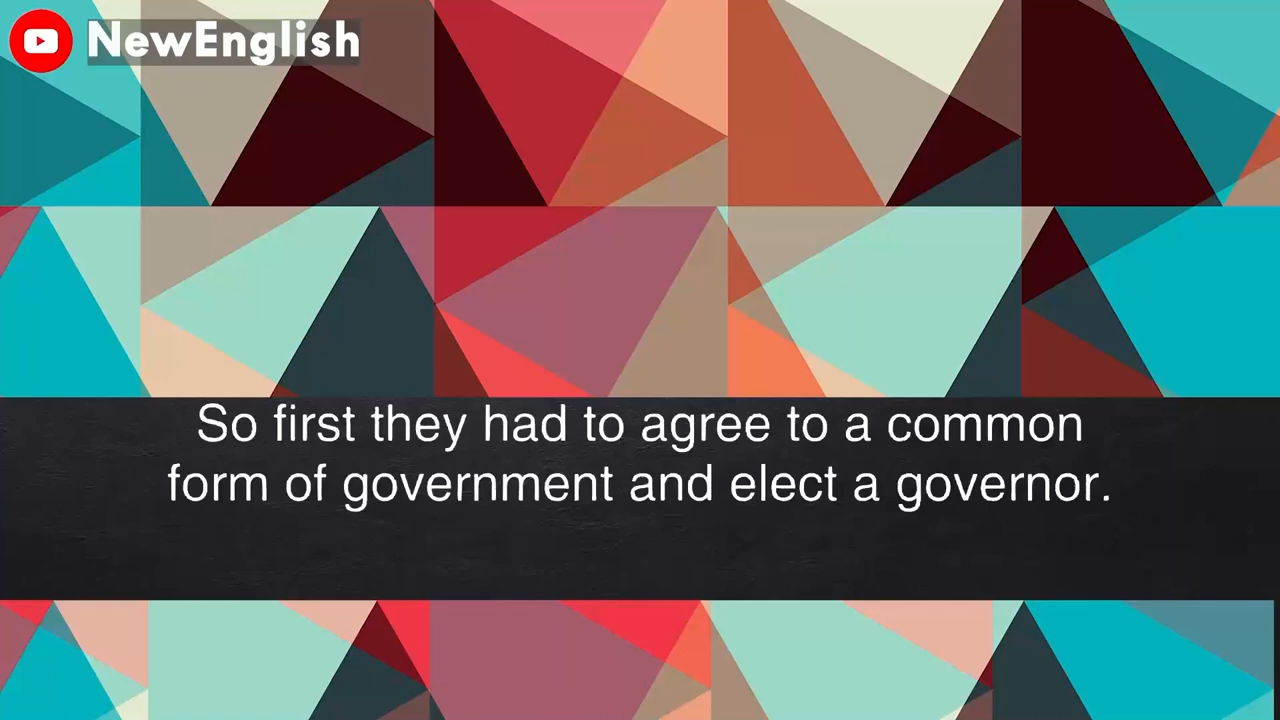 NewEnglish
So first they had to agree to a common
form of government and elect a governor.